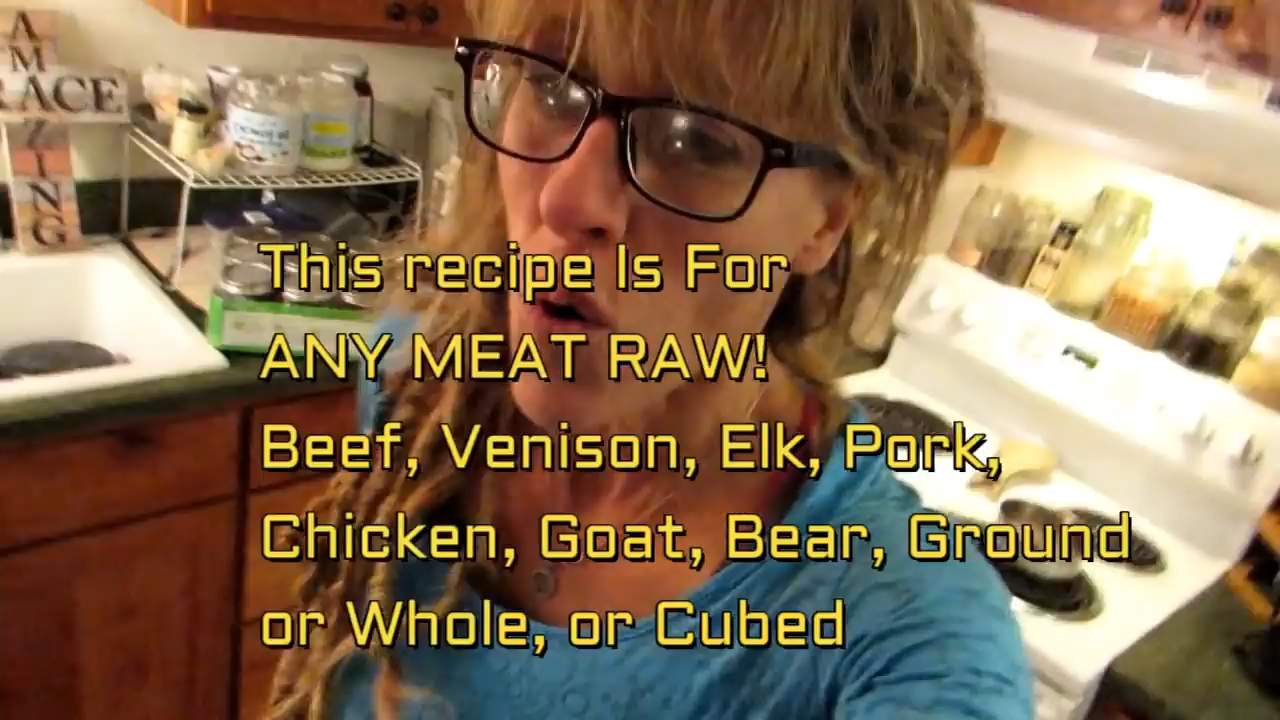 AMAZING
GRACE
COCONUT OIL
This recipe Is For
ANY MEAT RAW!
Beef, Venison, Elk, Pork,
Chicken, Goat, Bear, Ground
or Whole, or Cubed